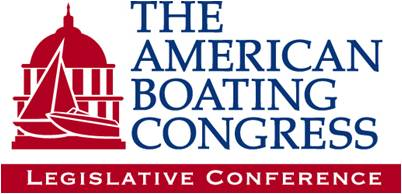 THE
AMERICAN
BOATING
CONGRESS
LEGISLATIVE CONFERENCE